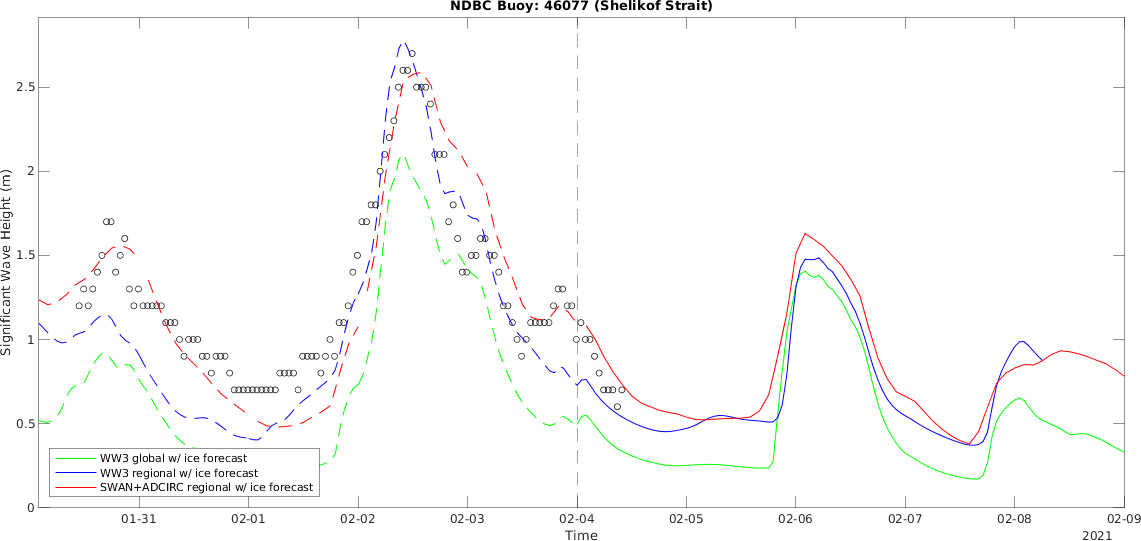 NDBC Buoy: 46077 (Shelikof Strait)
Significant Wave Height (m)
2.5
2
1.5
1
0.5
0
WW3 global w/ ice forecast
WW3 regional w/ ice forecast
SWAN+ADCIRC regional w/ ice forecast
01-31 02-01 02-02 02-03 02-04 02-05 02-06 02-07 02-08 02-09
Time
2021